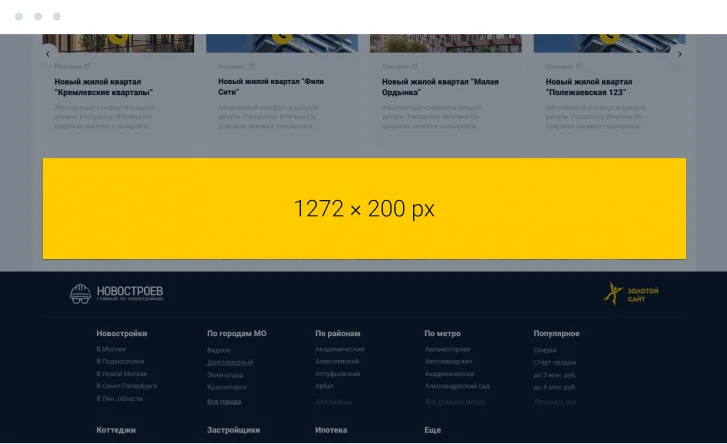 Реклама
Новый жилой квартал
"Кремлевские кварталы"
Абсолютный комфорт в каждой
детали. Рассрочка. Ипотека 6%
Широкая линейка планировок.
Реклама
Новый жилой квартал "Фили
Сити"
Абсолютный комфорт в каждой
детали. Рассрочка. Ипотека 6%
Широкая линейка планировок.
Реклама
Новый жилой квартал "Малая
Ордынка"
Абсолютный комфорт в каждой
детали. Рассрочка. Ипотека 6%
Широкая линейка планировок.
Реклама
Новый жилой квартал
"Полежаевская 123"
Абсолютный комфорт в каждой
детали. Рассрочка. Ипотека 6%
Широкая линейка планировок.
1272 × 200 px
НОВОСТРОЕВ
главный по новостройкам
ЗОЛОТОЙ
САЙТ
Новостройки
В Москве
В Подмосковье
В Новой Москве
В Санкт-Петербурге
В Лен. области
По городам МО
Видное
Долгопрудный
Зеленоград
Красногорск
Все города
По районам
Академический
Алексеевский
Алтуфьевский
Арбат
Все районы
По метро
Авиамоторная
Автозаводская
Академическая
Александровский сад
Все станции метро
Популярное
Скидки
Старт продаж
до 3 млн. руб.
до 4 млн. руб.
Показать все
Коттеджи
Застройщики
Ипотека
Еще